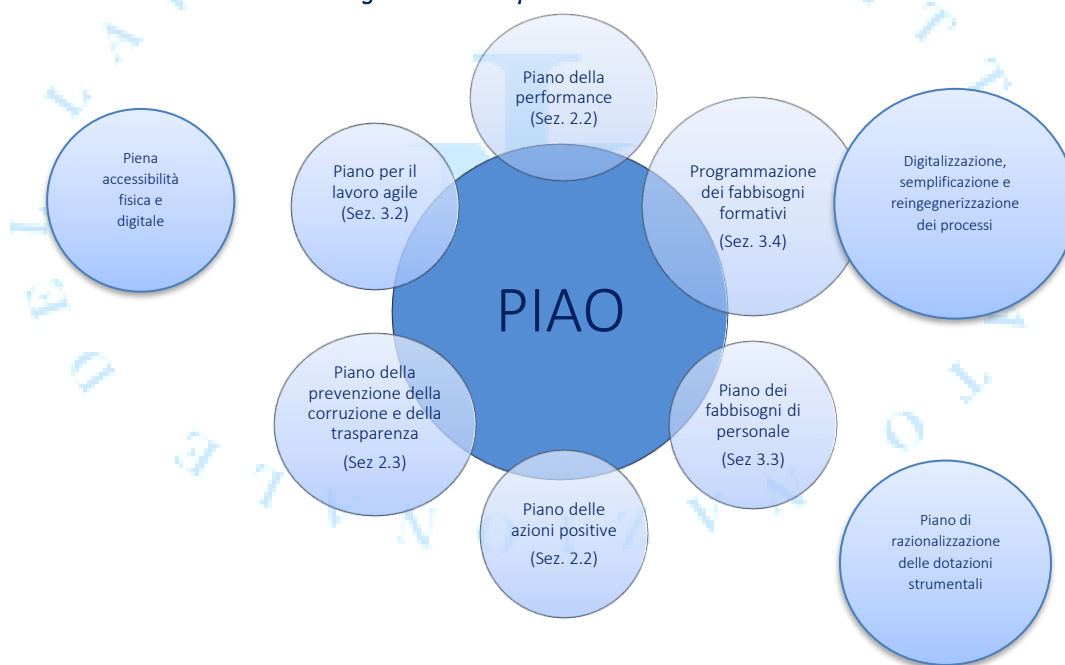 Piano della
performance
(Sez. 2.2)
Piena
accessibilità
fisica e
digitale
Piano per il
lavoro agile
(Sez. 3.2)
Programmazione
dei fabbisogni
formativi
(Sez. 3.4)
Digitalizzazione,
semplificazione e
reingegnerizzazione
dei processi
PIAO
Piano della
prevenzione della
corruzione e della
trasparenza
(Sez 2.3)
Piano dei
fabbisogni di
personale
(Sez 3.3)
Piano delle
azioni positive
(Sez. 2.2)
Piano di
razionalizzazione
delle dotazioni
strumentali